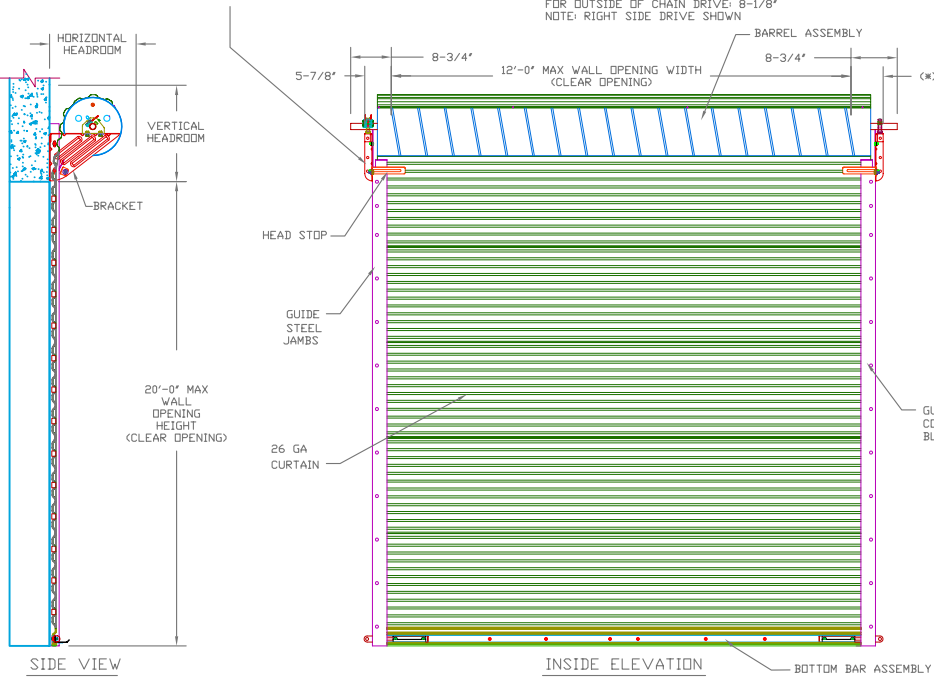 FOR OUTSIDE OF CHAIN DRIVE: 8-1/8"
NOTE: RIGHT SIDE DRIVE SHOWN
HORIZONTAL
HEADROOM
BARREL ASSEMBLY
8-3/4"
8-3/4"
5-7/8"
12'-0" MAX WALL OPENING WIDTH
(CLEAR OPENING)
(*)
VERTICAL
HEADROOM
BRACKET
HEAD STOP
GUIDE
STEEL
JAMBS
20'-0" MAX
WALL
OPENING
HEIGHT
(CLEAR OPENING)
26 GA
CURTAIN
SIDE VIEW
INSIDE ELEVATION
BOTTOM BAR ASSEMBLY